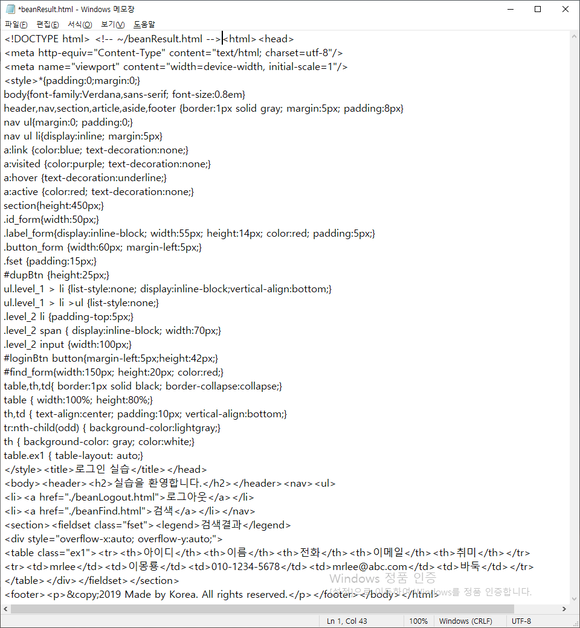 *beanResult.html - Windows 메모장
파일(F) 편집(E) 서식(O) 보기(V) 도움말
<!DOCTYPE html> <!-- ~/beanResult.html --><html><head>
<meta http-equiv="Content-Type" content="text/html; charset=utf-8"/>
<meta name="viewport" content="width=device-width, initial-scale=1"/>
<style>*{padding:0;margin:0;}
body{font-family:Verdana,sans-serif; font-size:0.8em}
header,nav,section,article,aside,footer {border:1px solid gray; margin:5px; padding:8px}
nav ul{margin:0; padding:0;}
nav ul li{display:inline; margin:5px}
a:link {color:blue; text-decoration:none;}
a:visited {color:purple; text-decoration:none;}
a:hover {text-decoration:underline;}
a:active {color:red; text-decoration:none;}
section{height:450px;}
.id_form{width:50px;}
.label_form{display:inline-block; width:55px; height:14px; color:red; padding:5px;}
.button_form {width:60px; margin-left:5px;}
.fset {padding:15px;}
#dupBtn {height:25px;}
ul.level_1 > li {list-style:none; display:inline-block;vertical-align:bottom;}
ul.level_1 > li >ul {list-style:none;}
.level_2 li {padding-top:5px;}
.level_2 span { display:inline-block; width:70px;}
.level_2 input {width:100px;}
#loginBtn button{margin-left:5px;height:42px;}
#find_form{width:150px; height:20px; color:red;}
table,th,td{ border:1px solid black; border-collapse:collapse;}
table { width:100%; height:80%;}
th,td { text-align:center; padding:10px; vertical-align:bottom;}
tr:nth-child(odd) { background-color:lightgray;}
th { background-color: gray; color:white;}
table.ex1 { table-layout: auto;}
</style><title>로그인 실습</title></head>
<body><header><h2>실습을 환영합니다.</h2></header><nav><ul>
<li><a href="./beanLogout.html">로그아웃</a></li>
<li><a href="./beanFind.html">검색</a></li></nav>
<section><fieldset class="fset"><legend>검색결과</legend>
<div style="overflow-x:auto; overflow-y:auto;">
<table class="ex1"><tr><th>아이디</th><th>이름</th><th>전화</th><th>이메일</th><th>취미</th></tr>
<tr><td>mrlee</td><td>이몽룡</td><td>010-1234-5678</td><td>mrlee@abc.com</td><td>바둑</td></tr>
</table></div></fieldset></section>
Windows 정품 인증
<footer><p>&copy;2019 Made by Korea. All rights reserved.</p></footer></body></html>
Windows를 정품 인증합니다.
Ln 1, Col 43 100% Windows (CRLF) UTF-8